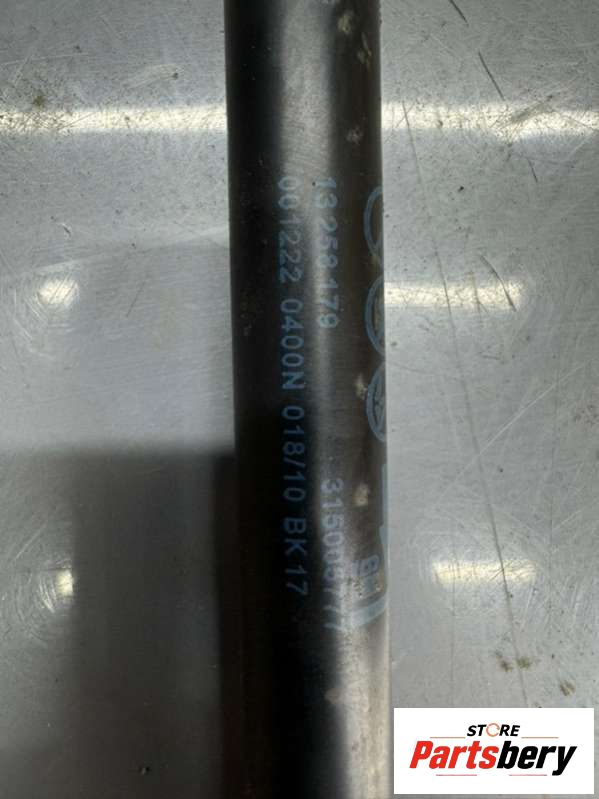 13 258 179
001222 0400N 018/10 BK 17
STORE
Partsbery